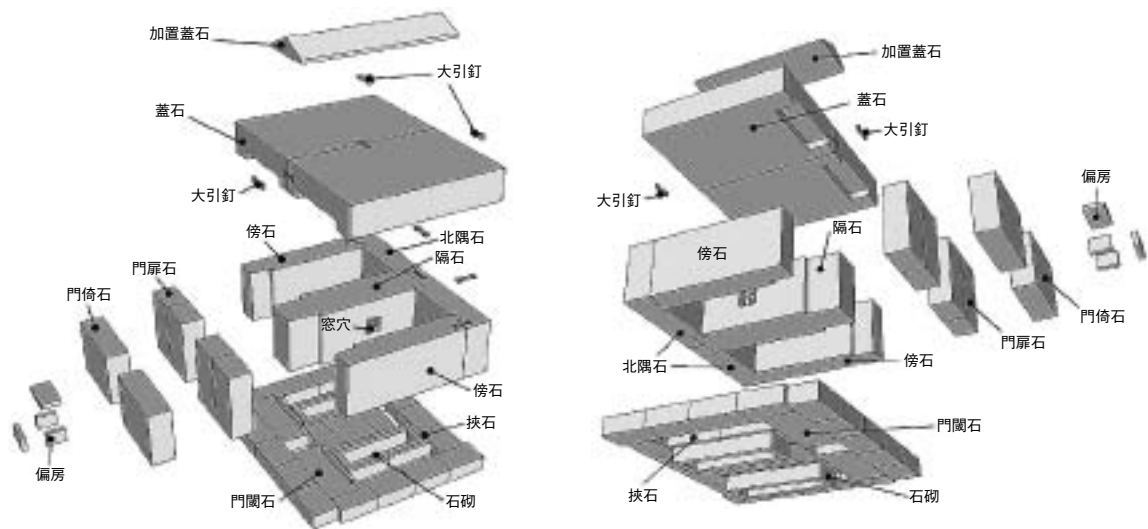 加置蓋石
大引釘
蓋石
大引釘
傍石
北隅石
隔石
門扉石
門倚石
窓穴
傍石
挾石
偏房
門閾石
石砌
加置蓋石
蓋石
大引釘
偏房
大引釘
隔石
傍石
門倚石
門扉石
北隅石
傍石
門閾石
挾石
石砌